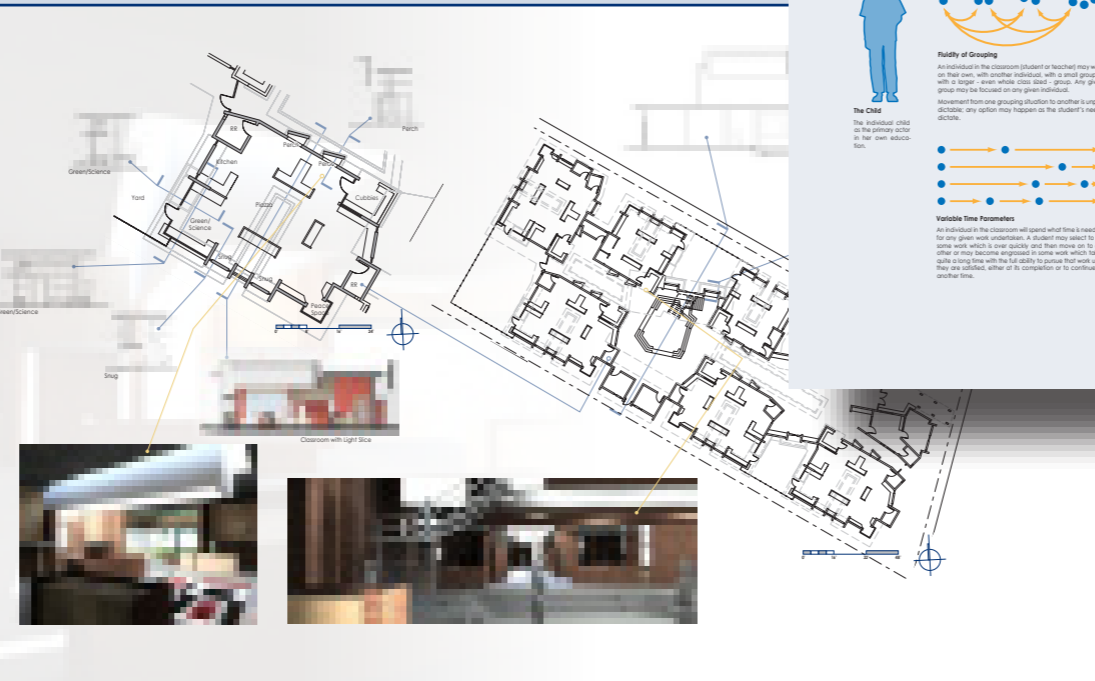 Perch
RR
Perch
Kitchen
Green/Science
Cubbies
Yard
Plaza
Green/
Science
Snug
Snug
RR
Peace
Space
Snug
Classroom with Light Slice
Fluidity of Grouping
An individual in the classroom (student or teacher) may w
on their own, with another individual, with a small group
with a larger - even whole class sized - group. Any giv
group may be focused on any given individual.
Movement from one grouping situation to another is unp
dictable; any option may happen as the student's nee
dictate.
The Child
The individual child
as the primary actor
in her own educa-
tion.
Variable Time Parameters
An individual in the classroom will spend what time is need
for any given work undertaken. A student may select to
some work which is over quickly and then move on to
other or may become engrossed in some work which ta
quite a long time with the full ability to pursue that work u
they are satisfied, either at its completion or to continue
another time.